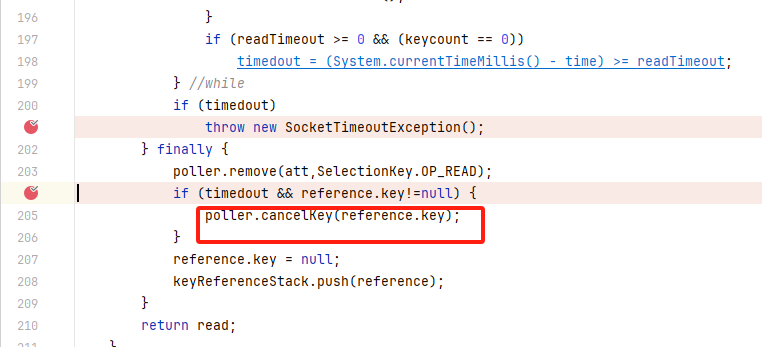 196 }
197 if (readTimeout >= 0 && (keycount == 0))
198 timedout = (System.currentTimeMillis() - time) >= readTimeout;
199 } //while
200 if (timedout)
throw new SocketTimeoutException();
202 } finally {
203 poller.remove(att,SelectionKey.OP_READ);
if (timedout && reference.key!=null) {
205 poller.cancelKey(reference.key);
206 }
207 reference.key = null;
208 keyReferenceStack.push(reference);
209 }
210 return read;
211 }